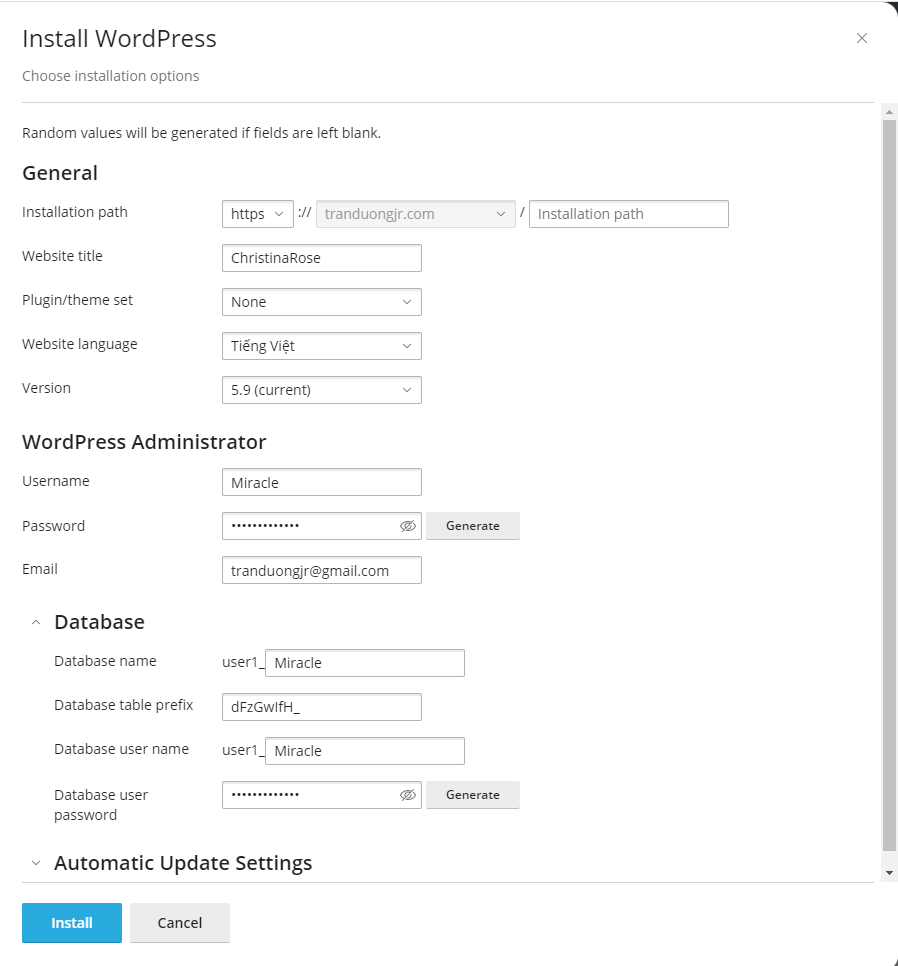 Install WordPress
Choose installation options
Random values will be generated if fields are left blank.
General
Installation path https :// tranduongjr.com / Installation path
Website title ChristinaRose
Plugin/theme set None
Website language Tiếng Việt
Version 5.9 (current)
WordPress Administrator
Username Miracle
Password ••••••••••••• Generate
Email tranduongjr@gmail.com
Database
Database name user1_ Miracle
Database table prefix dFzGwIfH_
Database user name user1_ Miracle
Database user ••••••••••••• Generate
password
Automatic Update Settings
Install Cancel